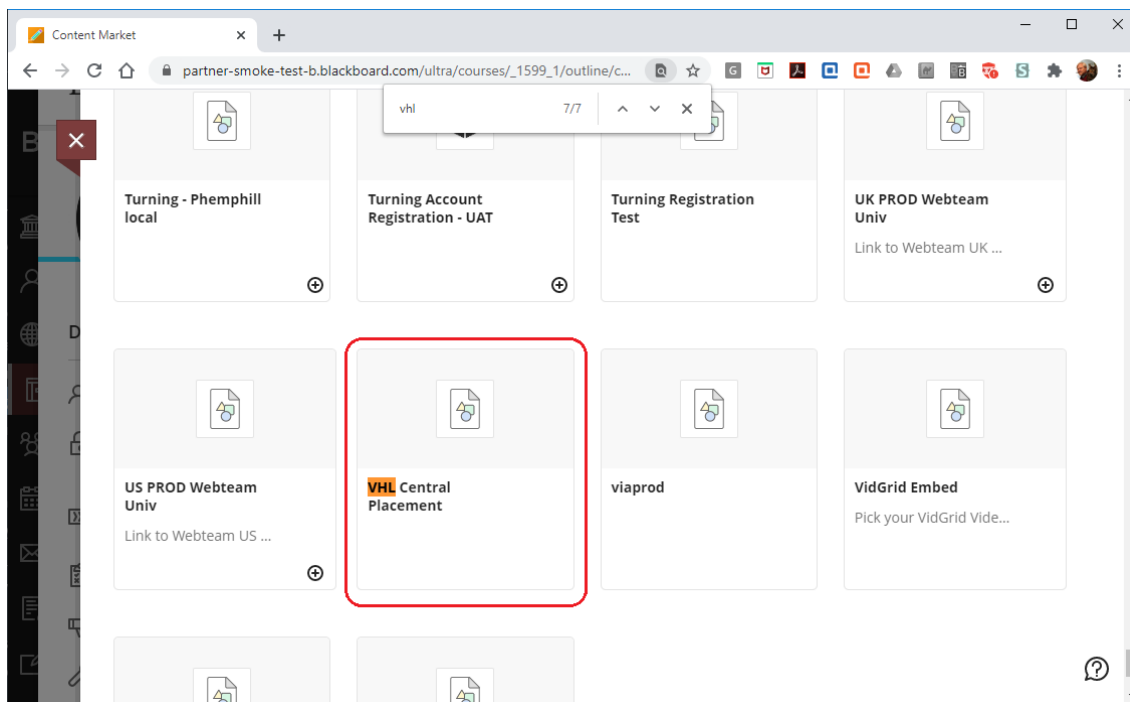 Content Market
partner-smoke-test-b.blackboard.com/ultra/courses/_1599_1/outline/c...
vhl
7/7
B
Turning - Phemphill
local
Turning Account
Registration - UAT
Turning Registration
Test
UK PROD Webteam
Univ
Link to Webteam UK ...
D
US PROD Webteam
Univ
Link to Webteam US ...
VHL Central
Placement
viaprod
VidGrid Embed
Pick your VidGrid Vide...